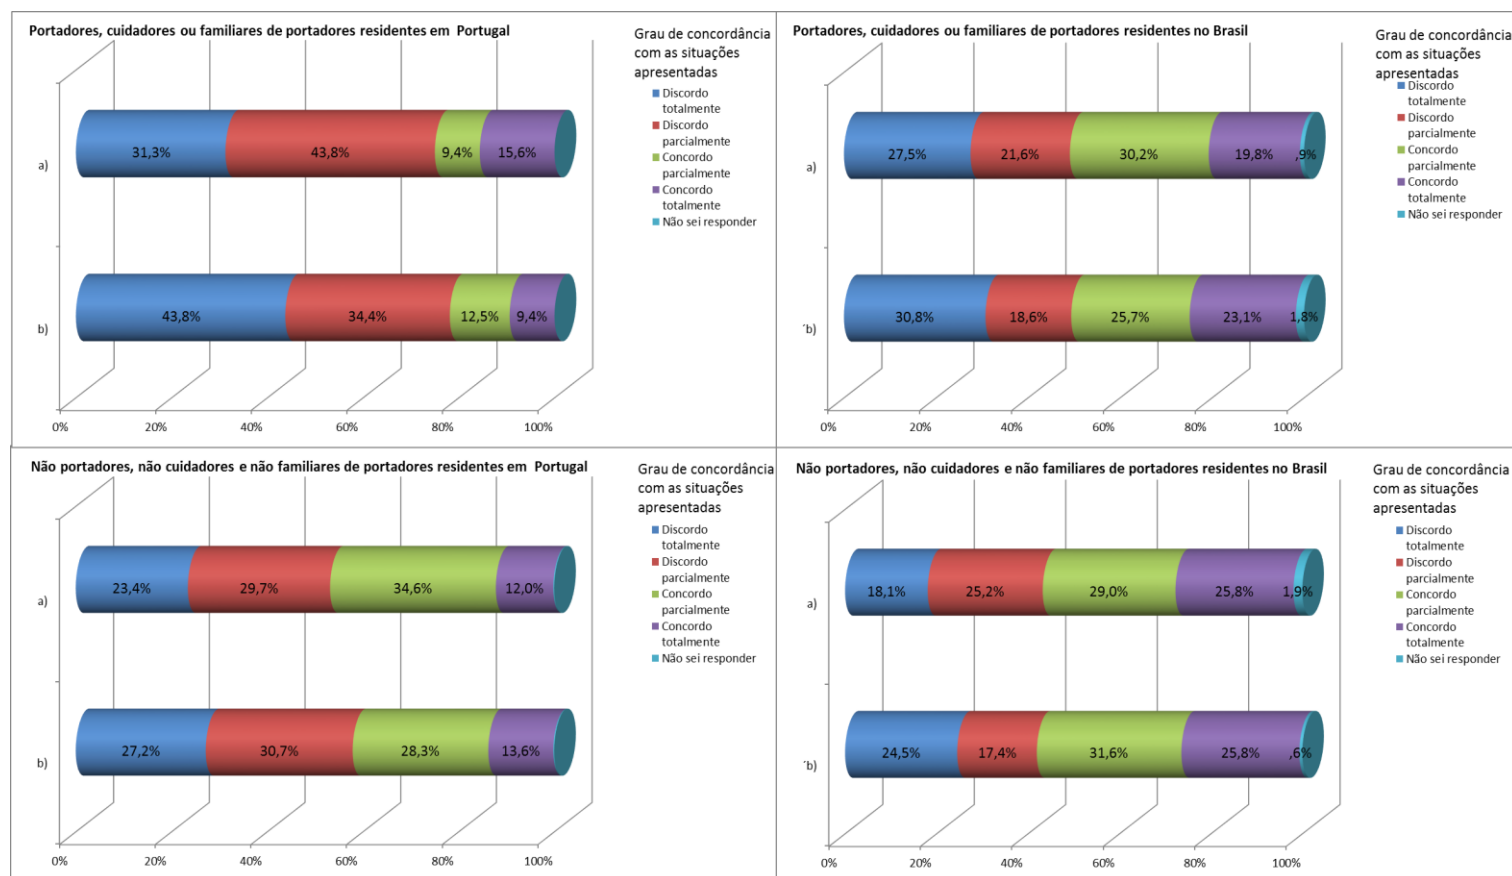 Portadores, cuidadores ou familiares de portadores residentes em Portugal
Grau de concordância
com as situações
apresentadas
Discordo
totalmente
Discordo
parcialmente
Concordo
parcialmente
Concordo
totalmente
Não sei responder
a)
31,3%
43,8%
9,4%
15,6%
b)
43,8%
34,4%
12,5%
9,4%
0%
20%
40%
60%
80%
100%
Portadores, cuidadores ou familiares de portadores residentes no Brasil
Grau de concordância
com as situações
apresentadas
Discordo
totalmente
Discordo
parcialmente
Concordo
parcialmente
Concordo
totalmente
Não sei responder
a)
27,5%
21,6%
30,2%
19,8%
,9%
´b)
30,8%
18,6%
25,7%
23,1%
1,8%
0%
20%
40%
60%
80%
100%
Não portadores, não cuidadores e não familiares de portadores residentes em Portugal
Grau de concordância
com as situações
apresentadas
Discordo
totalmente
Discordo
parcialmente
Concordo
parcialmente
Concordo
totalmente
Não sei responder
a)
23,4%
29,7%
34,6%
12,0%
b)
27,2%
30,7%
28,3%
13,6%
0%
20%
40%
60%
80%
100%
Não portadores, não cuidadores e não familiares de portadores residentes no Brasil
Grau de concordância
com as situações
apresentadas
Discordo
totalmente
Discordo
parcialmente
Concordo
parcialmente
Concordo
totalmente
Não sei responder
a)
18,1%
25,2%
29,0%
25,8%
1,9%
´b)
24,5%
17,4%
31,6%
25,8%
,6%
0%
20%
40%
60%
80%
100%